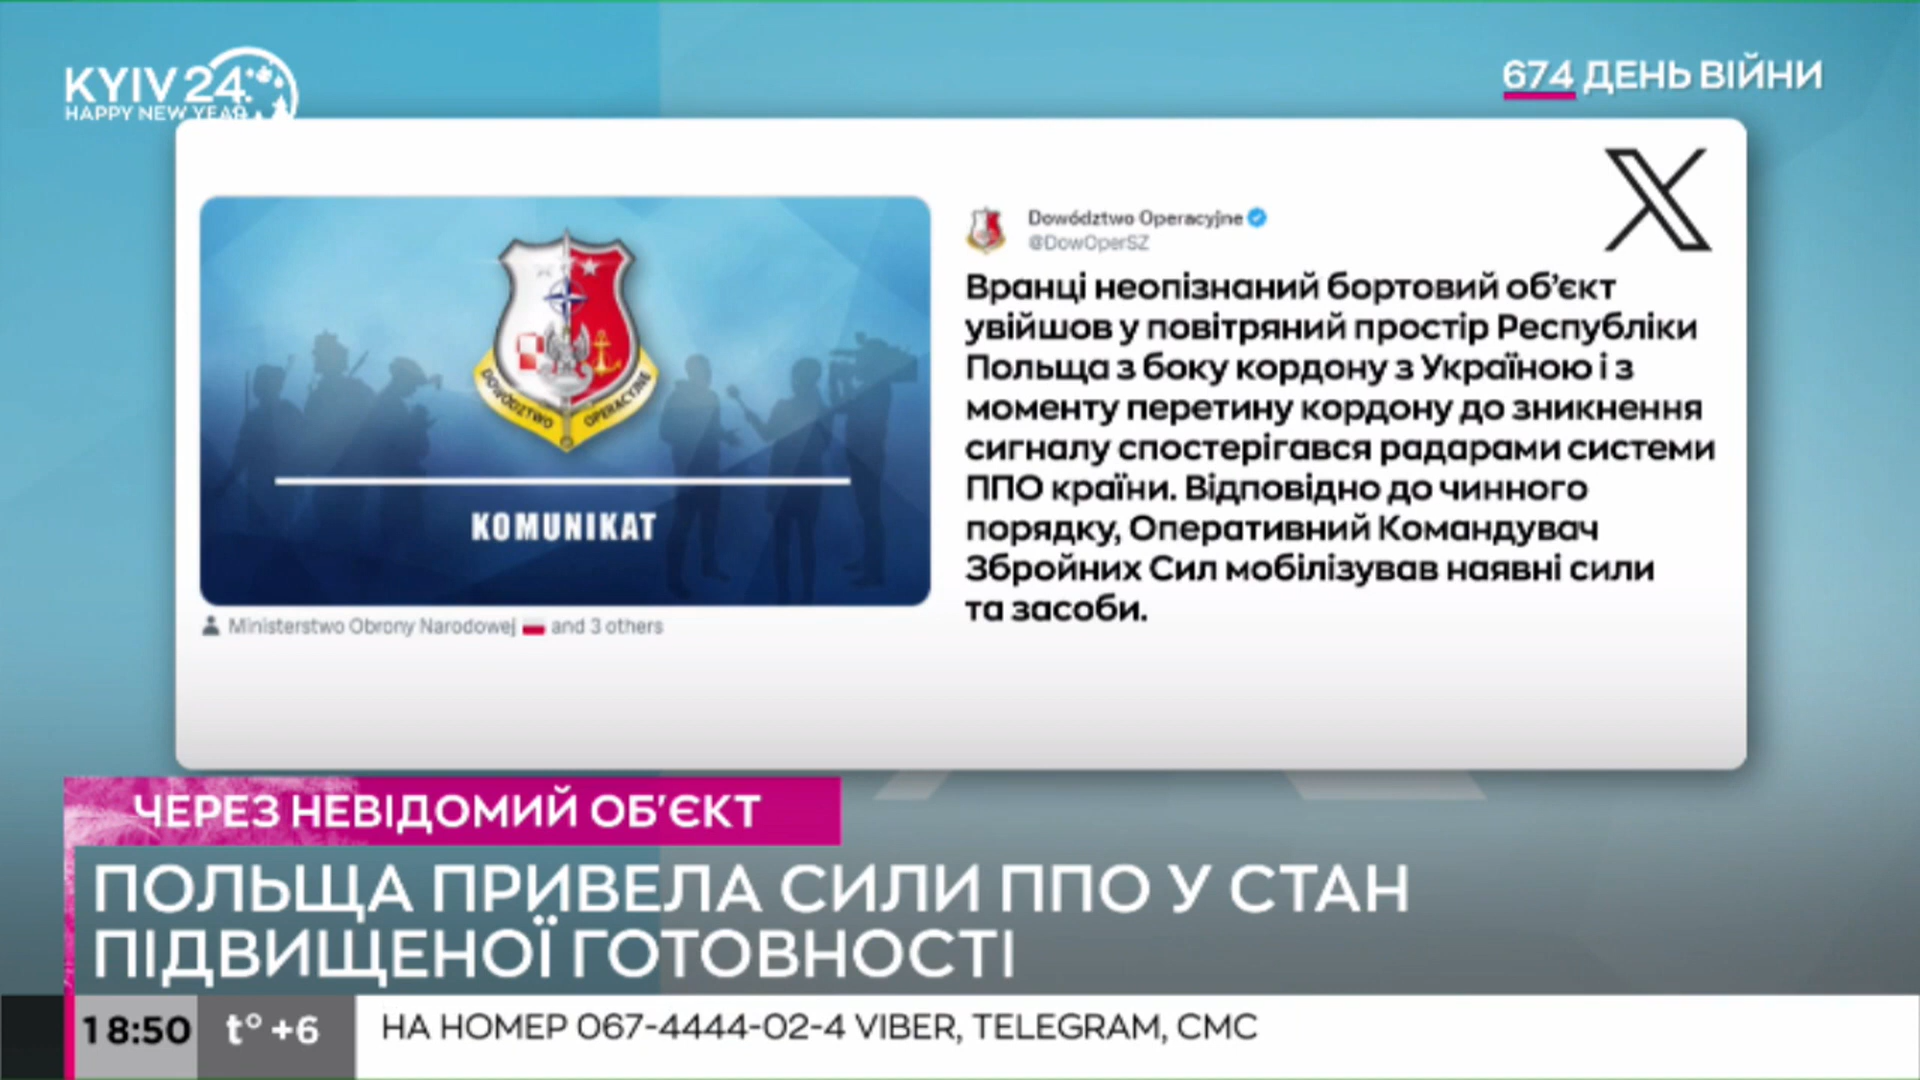 KYIV 24
HAPPY NEW YEAR
674 ДЕНЬ ВІЙНИ
DOWÓDZTWO OPERACYJNE
KOMUNIKAT
Ministerstwo Obrony Narodowej and 3 others
Dowództwo Operacyjne
@DowOperSZ
X
Вранці неопізнаний бортовий об’єкт
увійшов у повітряний простір Республіки
Польща з боку кордону з Україною і з
моменту перетину кордону до зникнення
сигналу спостерігався радарами системи
ППО країни. Відповідно до чинного
порядку, Оперативний Командувач
Збройних Сил мобілізував наявні сили
та засоби.
ЧЕРЕЗ НЕВІДОМИЙ ОБ'ЄКТ
ПОЛЬЩА ПРИВЕЛА СИЛИ ППО У СТАН
ПІДВИЩЕНОЇ ГОТОВНОСТІ
18:50 t° +6 НА НОМЕР 067-4444-02-4 VIBER, TELEGRAM, СМС